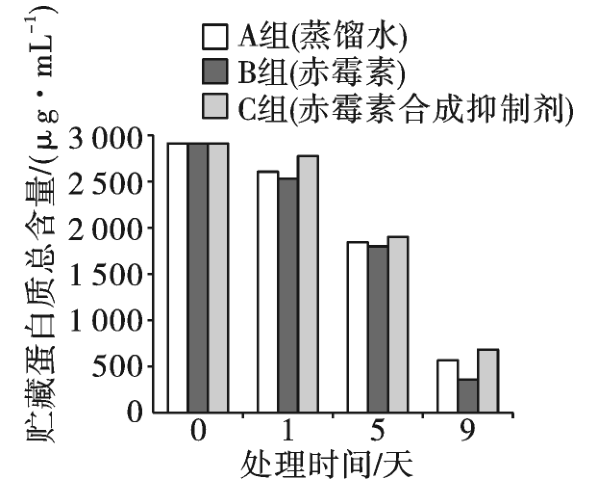 A组(蒸馏水)
B组(赤霉素)
C组(赤霉素合成抑制剂)
贮藏蛋白质总含量/(μg·mL⁻¹)
3 000
2 500
2 000
1 500
1 000
500
0
0 1 5 9
处理时间/天